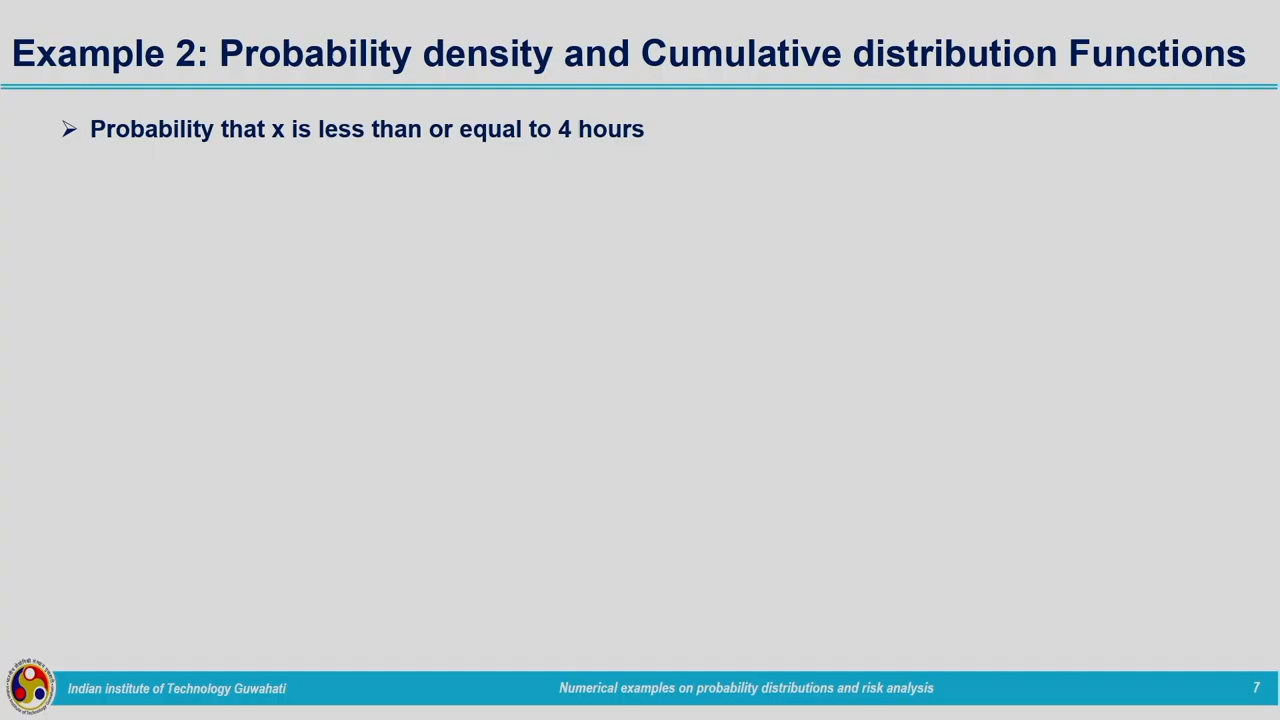 Example 2: Probability density and Cumulative distribution Functions
Probability that x is less than or equal to 4 hours
Indian institute of Technology Guwahati
Numerical examples on probability distributions and risk analysis
7